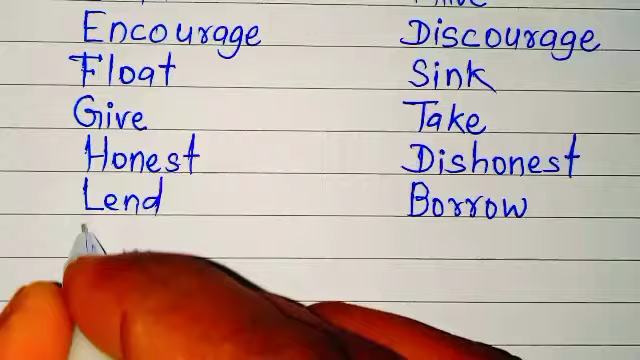 Encourage Discourage
Float Sink
Give Take
Honest Dishonest
Lend Borrow